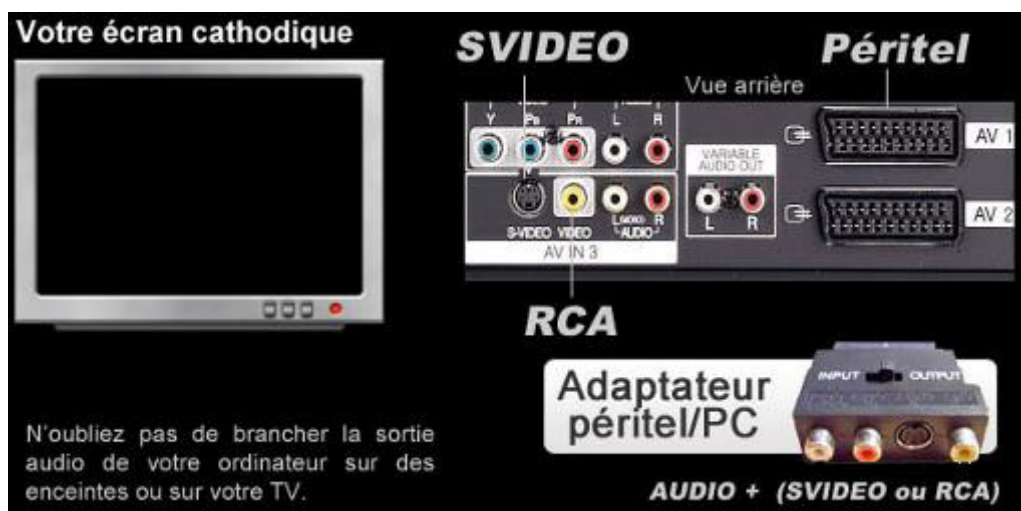 Votre écran cathodique
SVIDEO
Péritel
Vue arrière
Y PB PR L R
AV 1
VARIABLE
AUDIO OUT
L R
AV 2
S-VIDEO VIDEO L (MONO) R
AUDIO
AV IN 3
RCA
Adaptateur
péritel/PC
INPUT OUTPUT
N'oubliez pas de brancher la sortie
audio de votre ordinateur sur des
enceintes ou sur votre TV.
AUDIO + (SVIDEO ou RCA)